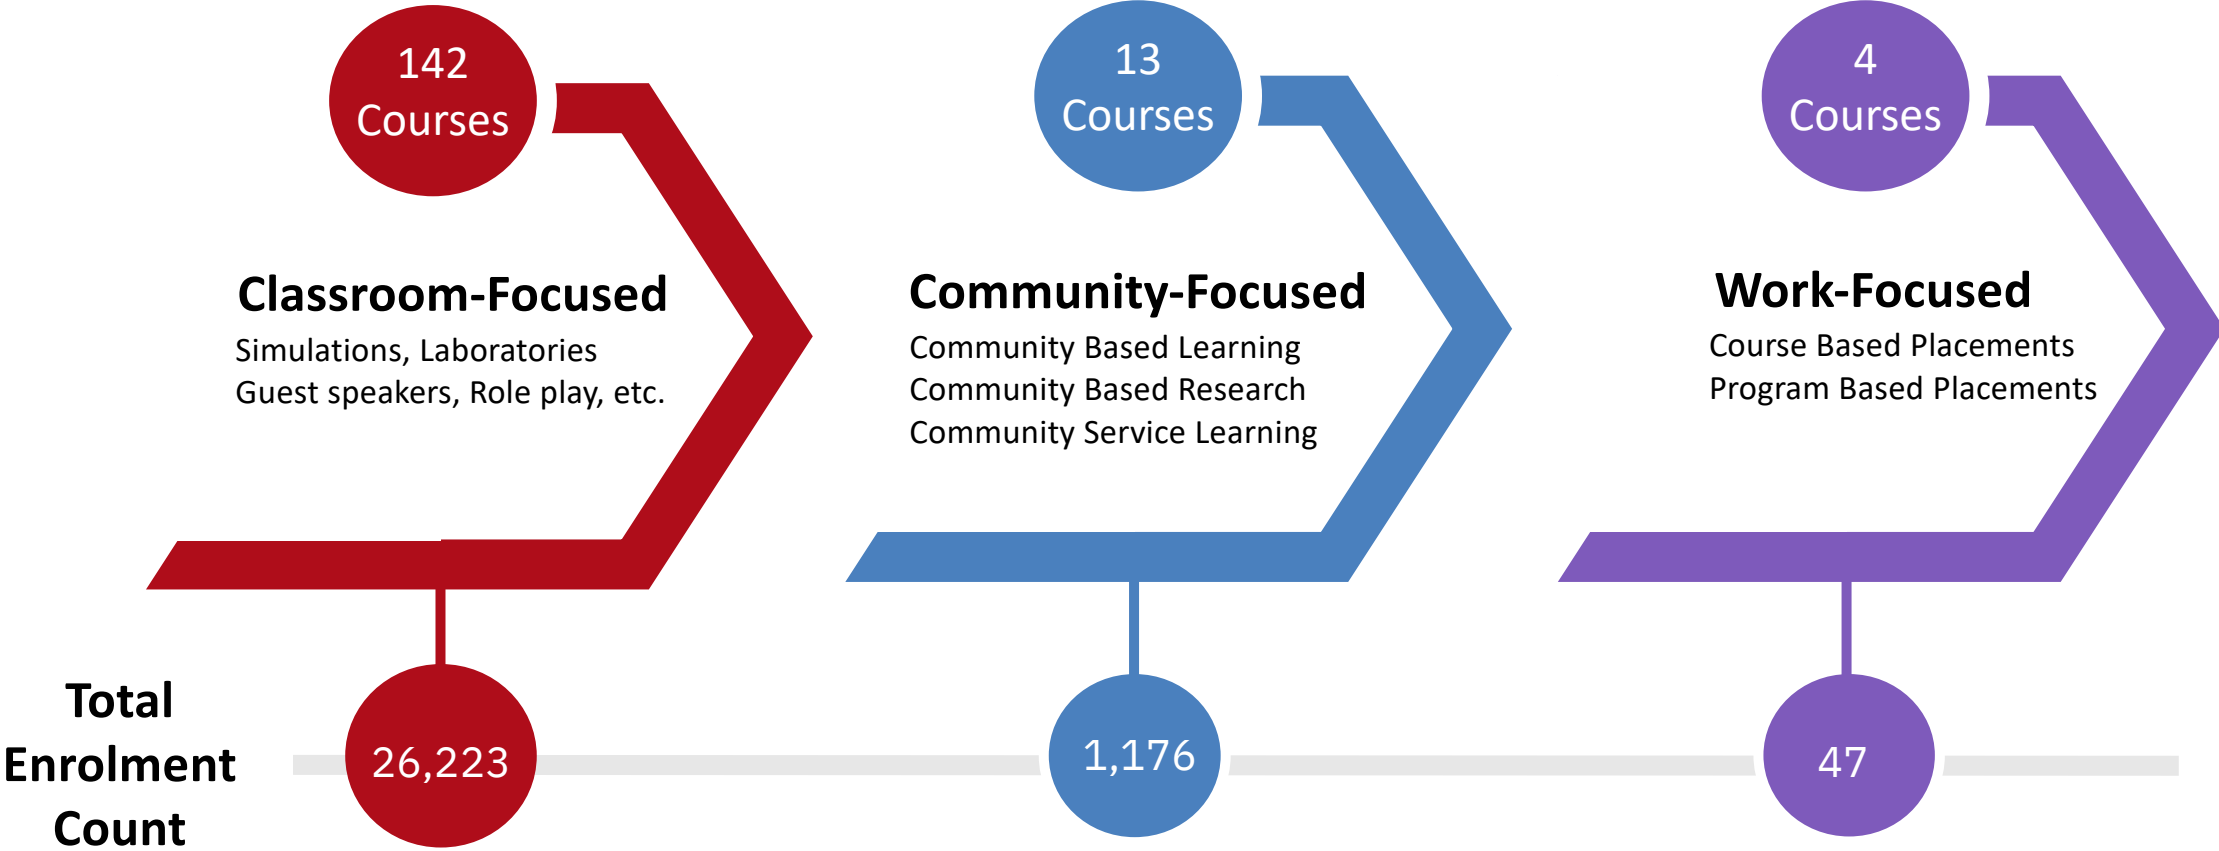 142
Courses
Classroom-Focused
Simulations, Laboratories
Guest speakers, Role play, etc.
13
Courses
Community-Focused
Community Based Learning
Community Based Research
Community Service Learning
4
Courses
Work-Focused
Course Based Placements
Program Based Placements
Total
Enrolment
Count
26,223
1,176
47